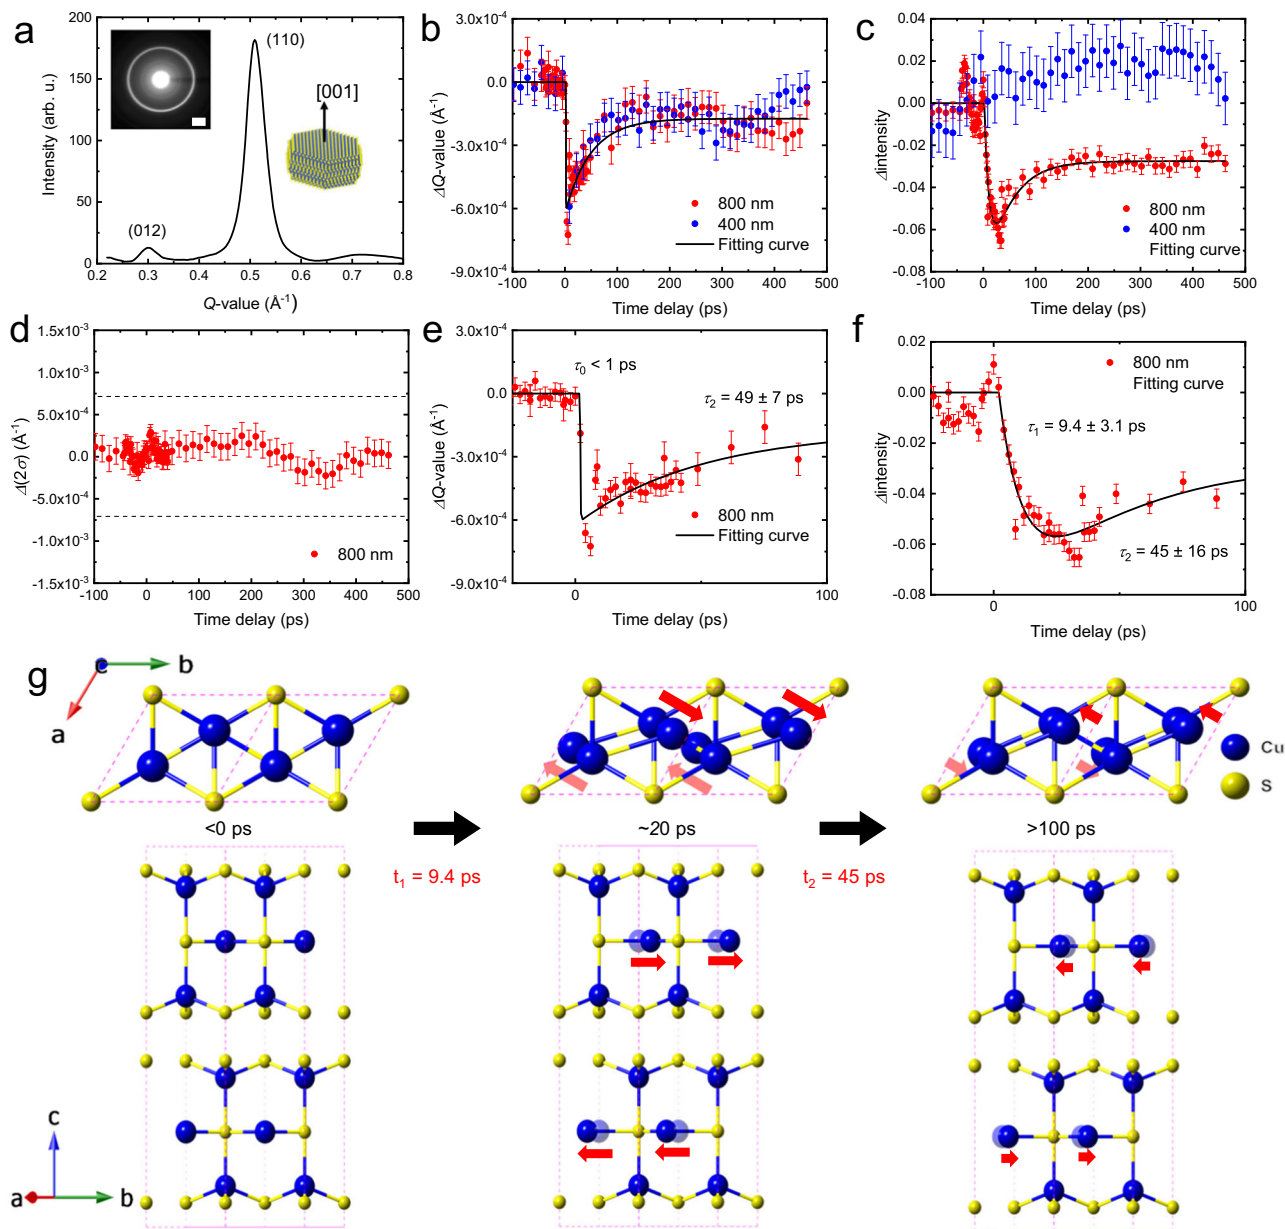 a
Intensity (arb. u.)
200
150
100
50
0
(110)
(012)
[001]
0.2 0.3 0.4 0.5 0.6 0.7 0.8
Q-value (Å⁻¹)
b
ΔQ-value (Å⁻¹)
3.0x10⁻⁴
0.0
-3.0x10⁻⁴
-6.0x10⁻⁴
-9.0x10⁻⁴
800 nm
400 nm
Fitting curve
-100 0 100 200 300 400 500
Time delay (ps)
c
Δintensity
0.04
0.02
0.00
-0.02
-0.04
-0.06
-0.08
800 nm
400 nm
Fitting curve
-100 0 100 200 300 400 500
Time delay (ps)
d
Δ(2σ) (Å⁻¹)
1.5x10⁻³
1.0x10⁻³
5.0x10⁻⁴
0.0
-5.0x10⁻⁴
-1.0x10⁻³
-1.5x10⁻³
800 nm
-100 0 100 200 300 400 500
Time delay (ps)
e
ΔQ-value (Å⁻¹)
3.0x10⁻⁴
0.0
-3.0x10⁻⁴
-6.0x10⁻⁴
-9.0x10⁻⁴
τ₀ < 1 ps
τ₂ = 49 ± 7 ps
800 nm
Fitting curve
0 100
Time delay (ps)
f
Δintensity
0.02
0.00
-0.02
-0.04
-0.06
-0.08
800 nm
Fitting curve
τ₁ = 9.4 ± 3.1 ps
τ₂ = 45 ± 16 ps
0 100
Time delay (ps)
g
c b
a
Cu
S
<0 ps
~20 ps
>100 ps
t₁ = 9.4 ps
t₂ = 45 ps
c
a b